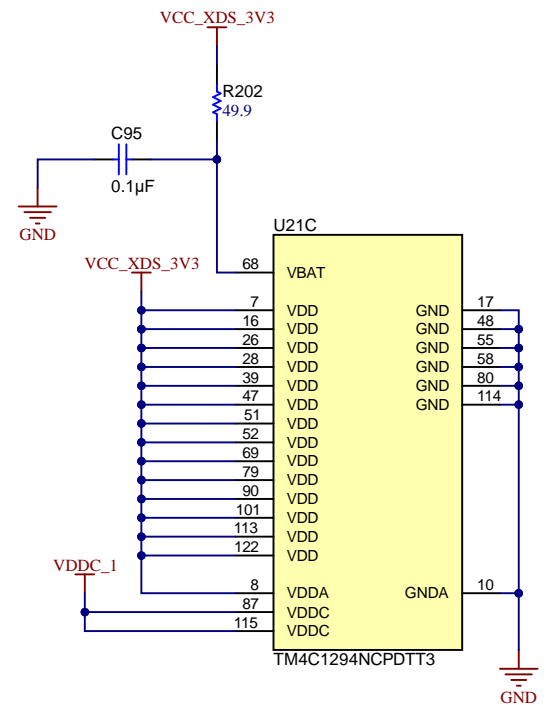 VCC_XDS_3V3
R202
49.9
C95
0.1µF
GND
U21C
VCC_XDS_3V3
68 VBAT
7 VDD GND 17
16 VDD GND 48
26 VDD GND 55
28 VDD GND 58
39 VDD GND 80
47 VDD GND 114
51 VDD
52 VDD
69 VDD
79 VDD
90 VDD
101 VDD
113 VDD
122 VDD
VDDC_1
8 VDDA GNDA 10
87 VDDC
115 VDDC
TM4C1294NCPDTT3
GND